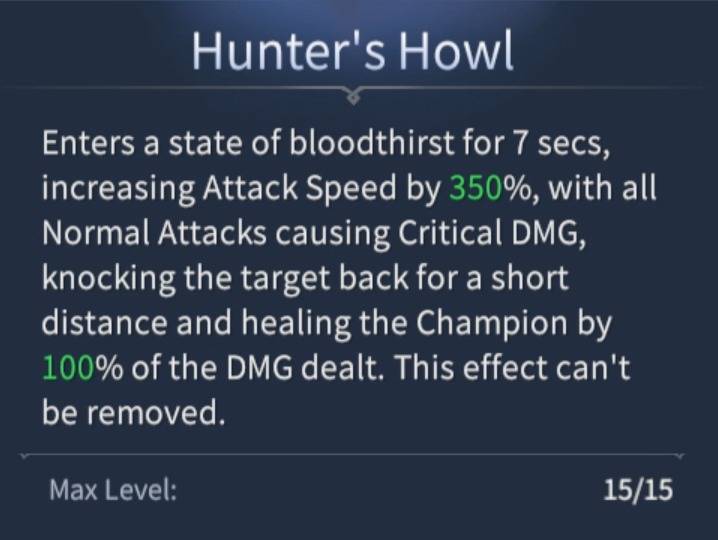 Hunter's Howl
Enters a state of bloodthirst for 7 secs,
increasing Attack Speed by 350%, with all
Normal Attacks causing Critical DMG,
knocking the target back for a short
distance and healing the Champion by
100% of the DMG dealt. This effect can't
be removed.
Max Level: 15/15